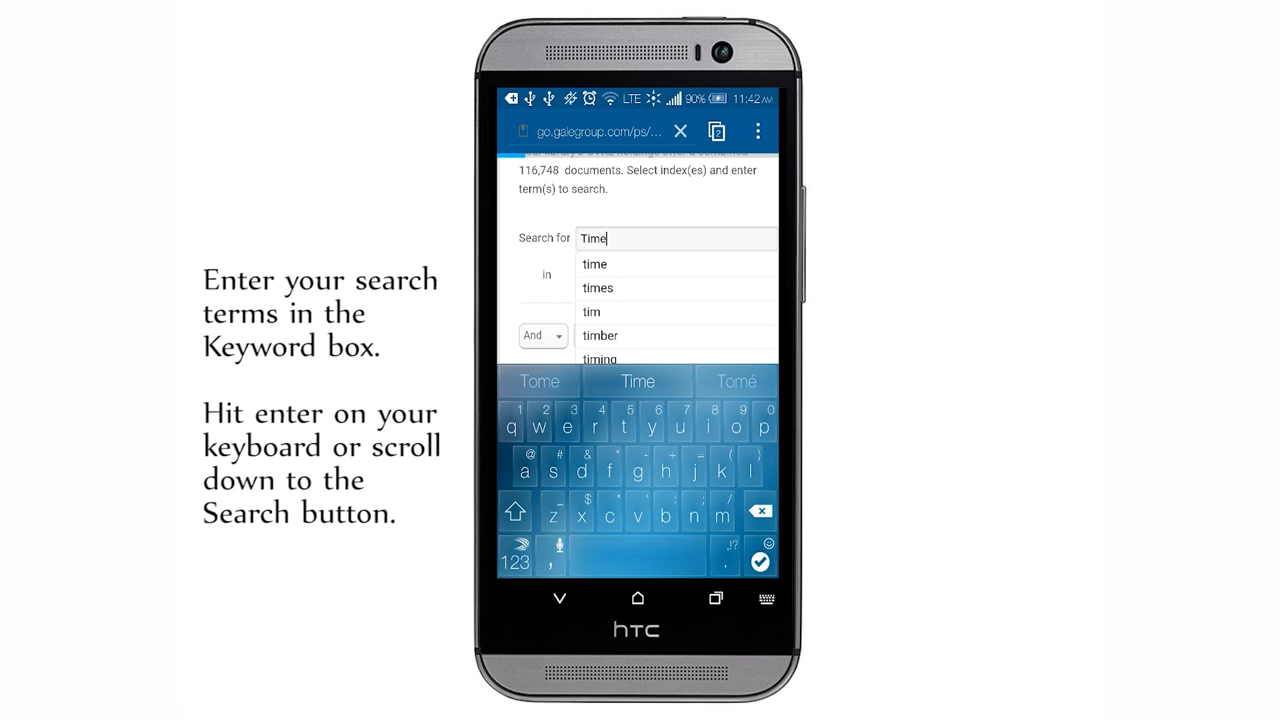 Enter your search
terms in the
Keyword box.
Hit enter on your
keyboard or scroll
down to the
Search button.
LTE 90% 11:42 AM
go.galegroup.com/ps/... 2
116,748 documents. Select index(es) and enter
term(s) to search.
Search for Time
in
time
times
tim
And
timber
timing
Tome Time Tomé
1 2 3 4 5 6 7 8 9 0
q w e r t y u i o p
@ # & * - + = ( )
a s d f g h j k l
_ $ " ' : ; /
z x c v b n m
,!?
123 , .
hTC